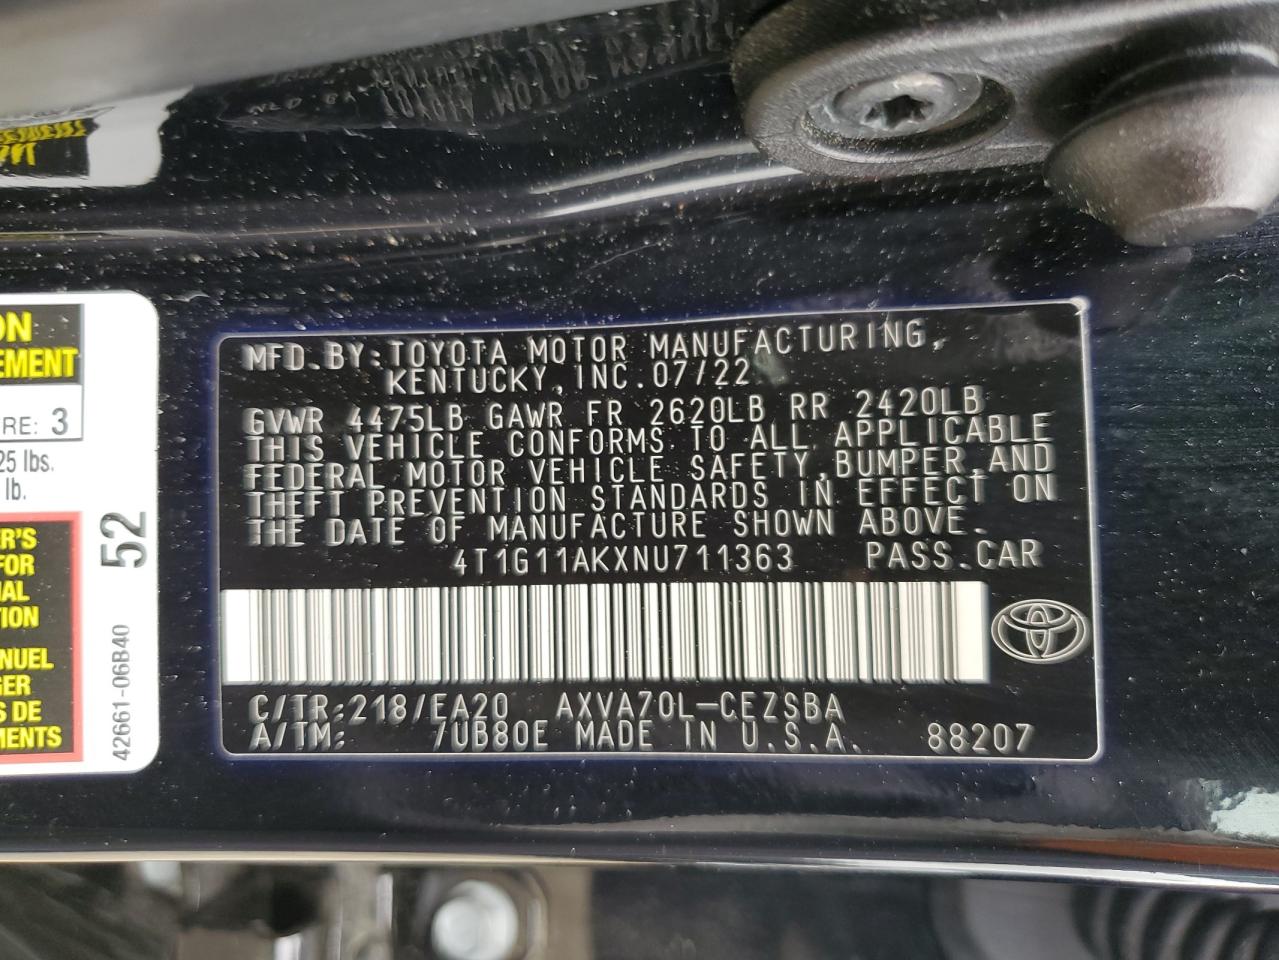 MFD. BY: TOYOTA MOTOR MANUFACTURING,
KENTUCKY, INC. 07/22
GVWR 4475LB GAWR FR 2620LB RR 2420LB
THIS VEHICLE CONFORMS TO ALL APPLICABLE
FEDERAL MOTOR VEHICLE SAFETY, BUMPER, AND
THEFT PREVENTION STANDARDS IN EFFECT ON
THE DATE OF MANUFACTURE SHOWN ABOVE.
4T1G11AKXNU711363 PASS. CAR
C/TR: 218/EA20 AXVA70L-CEZSBA
A/TM: /UB80E MADE IN U.S.A. 88207
ON
EMENT
RE: 3
25 lbs.
lb.
ER'S
FOR
NAL
TION
NUEL
GER
S DE
MENTS
52
42661-06B40